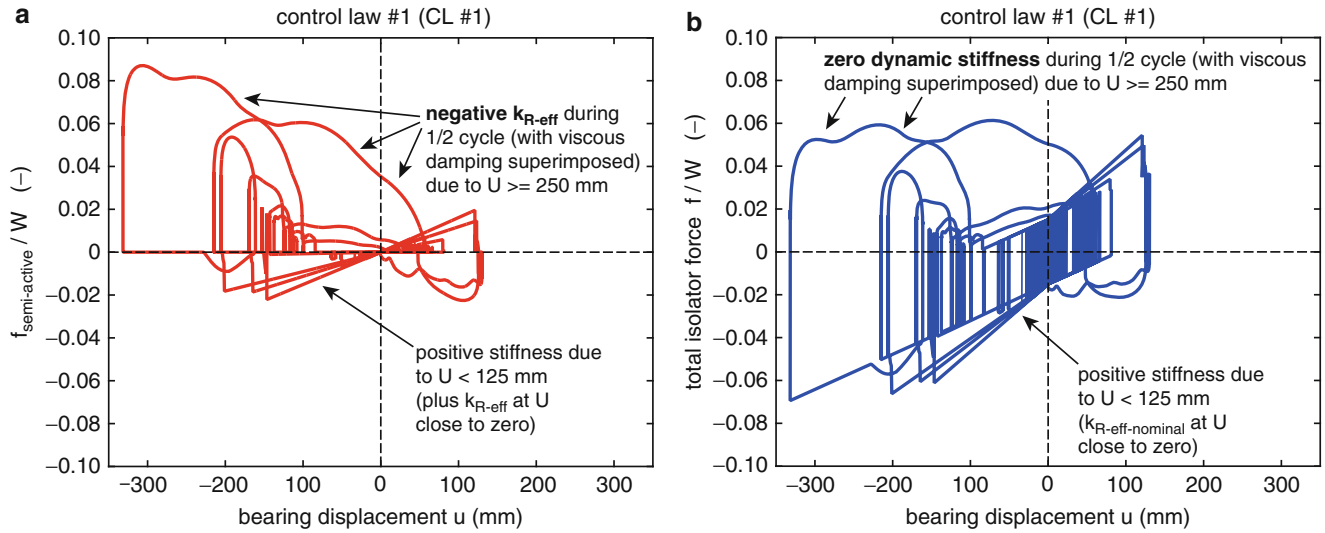 a
control law #1 (CL #1)
0.10
0.08
0.06
0.04
0.02
0
−0.02
−0.04
−0.06
−0.08
−0.10
f_semi-active / W (−)
negative k_R-eff during
1/2 cycle (with viscous
damping superimposed)
due to U >= 250 mm
positive stiffness due
to U < 125 mm
(plus k_R-eff at U
close to zero)
−300 −200 100 0 100 200 300
bearing displacement u (mm)
b
control law #1 (CL #1)
0.10
0.08
0.06
0.04
0.02
0
−0.02
−0.04
−0.06
−0.08
−0.10
total isolator force f / W (−)
zero dynamic stiffness during 1/2 cycle (with viscous
damping superimposed) due to U >= 250 mm
positive stiffness due
to U < 125 mm
(k_R-eff-nominal at U
close to zero)
−300 −200 −100 0 100 200 300
bearing displacement u (mm)